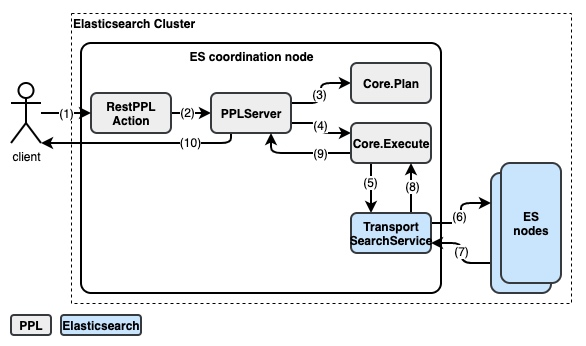 Elasticsearch Cluster
ES coordination node
RestPPL
Action
PPLServer
Core.Plan
Core.Execute
Transport
SearchService
ES
nodes
client
(1)
(2)
(3)
(4)
(5)
(6)
(7)
(8)
(9)
(10)
PPL
Elasticsearch